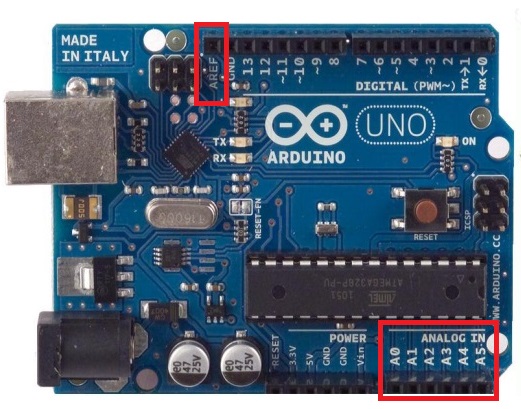 MADE
IN ITALY
AREF
GND
13
12
~11
~10
~9
8
7
~6
~5
4
~3
2
TX→1
RX←0
DIGITAL (PWM~)
TX
RX
ARDUINO
UNO
ON
™
RESET-EN
RESET
ICSP
WWW.ARDUINO.CC
ATMEL
ATMEGA328P-PU
POWER
ANALOG IN
RESET
3.3V
5V
GND
GND
Vin
A0
A1
A2
A3
A4
A5
47
25V
47
25V